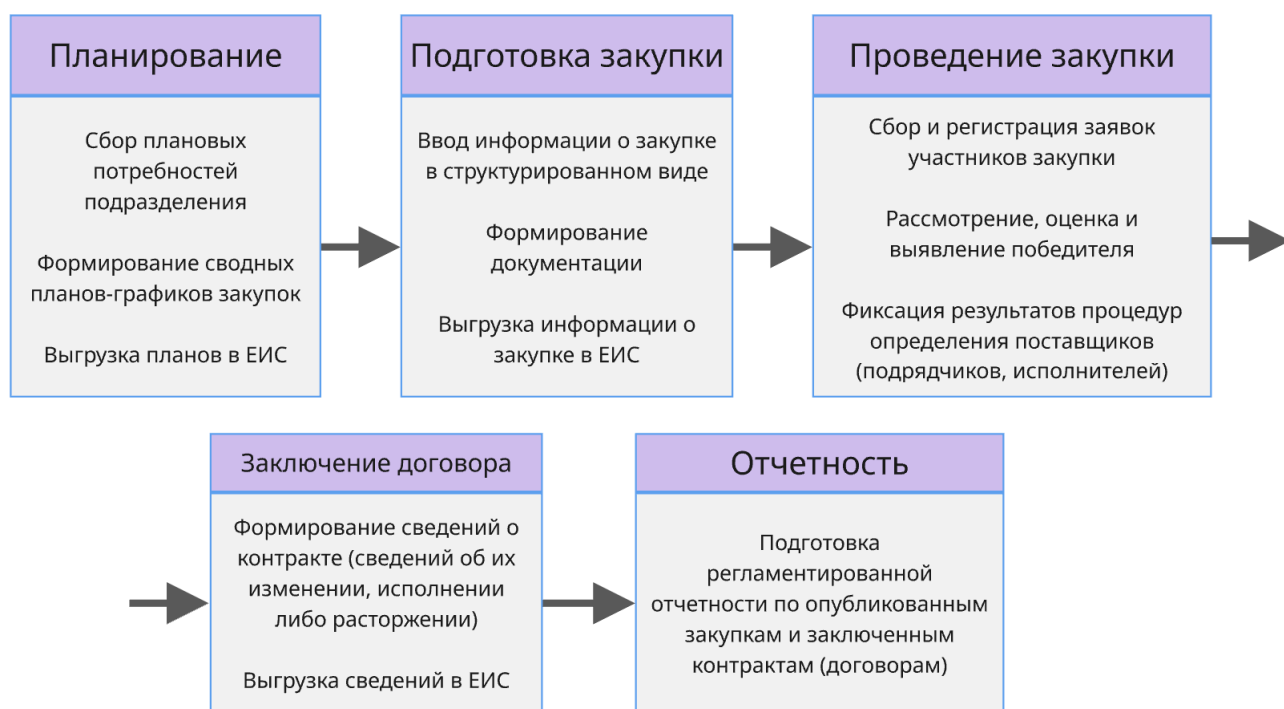 Планирование
Сбор плановых
потребностей
подразделения
Формирование сводных
планов-графиков закупок
Выгрузка планов в ЕИС
Подготовка закупки
Ввод информации о закупке
в структурированном виде
Формирование
документации
Выгрузка информации о
закупке в ЕИС
Проведение закупки
Сбор и регистрация заявок
участников закупки
Рассмотрение, оценка и
выявление победителя
Фиксация результатов процедур
определения поставщиков
(подрядчиков, исполнителей)
Заключение договора
Формирование сведений о
контракте (сведений об их
изменении, исполнении
либо расторжении)
Выгрузка сведений в ЕИС
Отчетность
Подготовка
регламентированной
отчетности по опубликованным
закупкам и заключенным
контрактам (договорам)